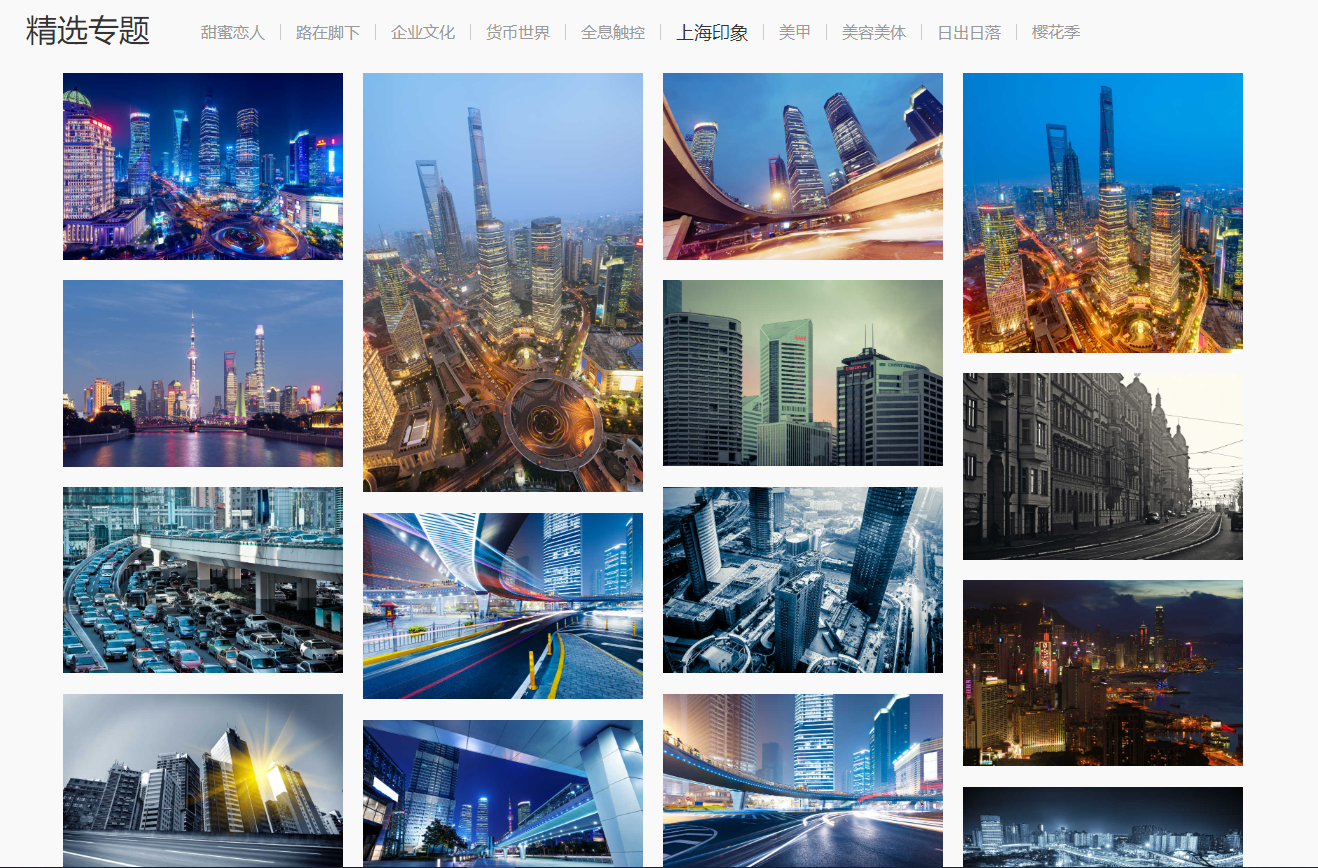 精选专题
甜蜜恋人 路在脚下 企业文化 货币世界 全息触控 上海印象 美甲 美容美体 日出日落 樱花季